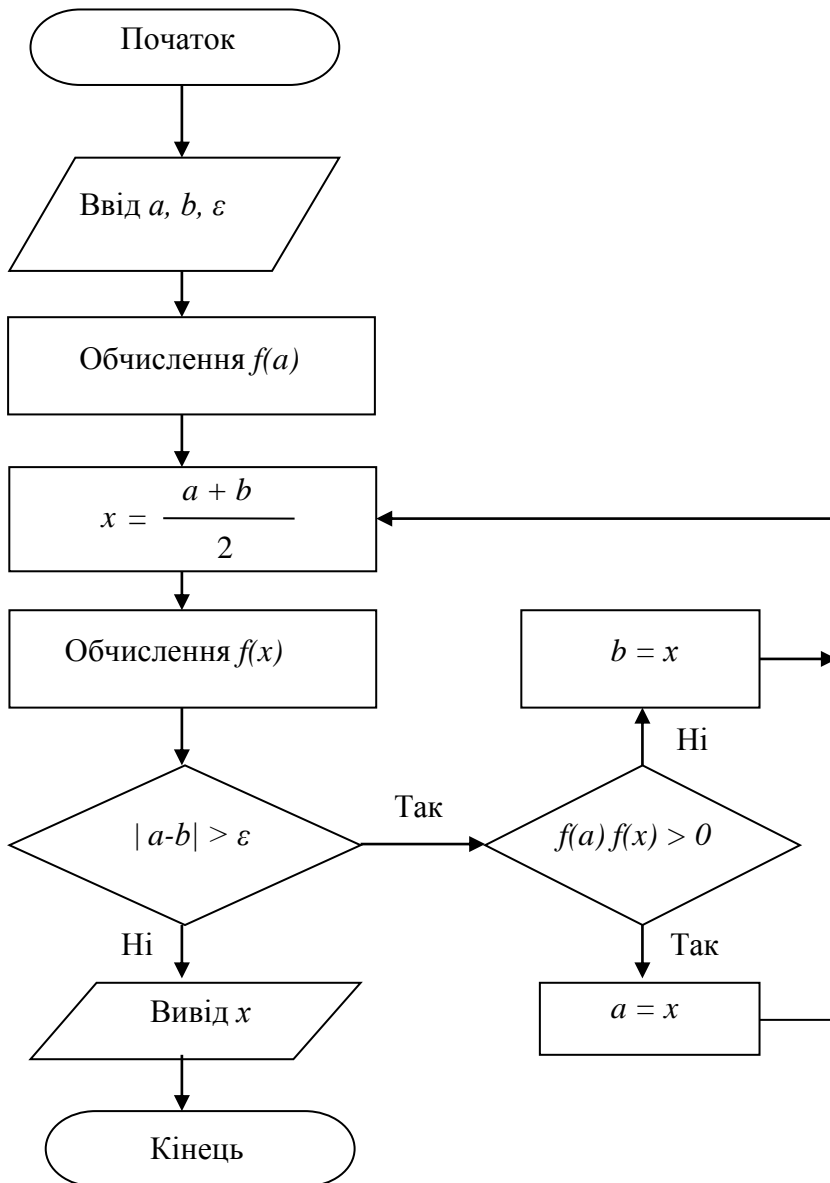 Початок
Ввід a, b, ε
Обчислення f(a)
x = a + b
2
Обчислення f(x)
b = x
Ні
| a-b| > ε
Так
f(a) f(x) > 0
Ні
Так
Вивід x
a = x
Кінець